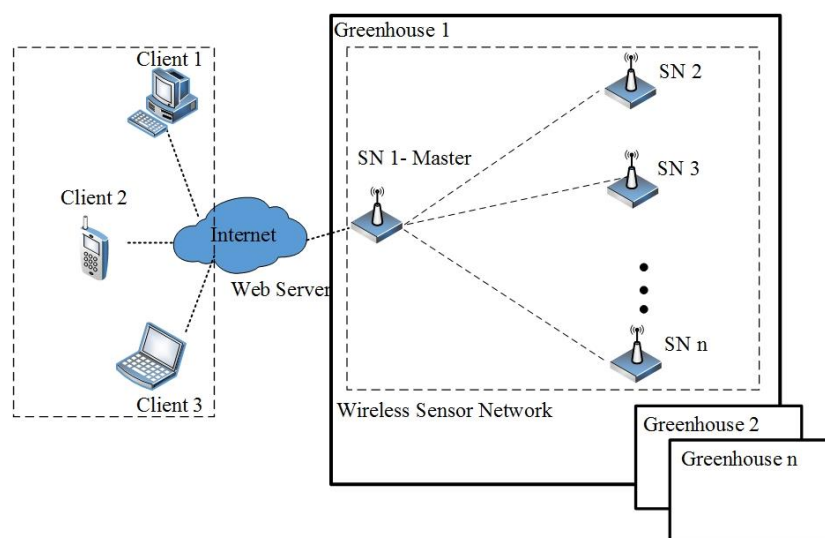 Client 1
Client 2
Client 3
Internet
Web Server
Greenhouse 1
SN 1- Master
SN 2
SN 3
SN n
Wireless Sensor Network
Greenhouse 2
Greenhouse n